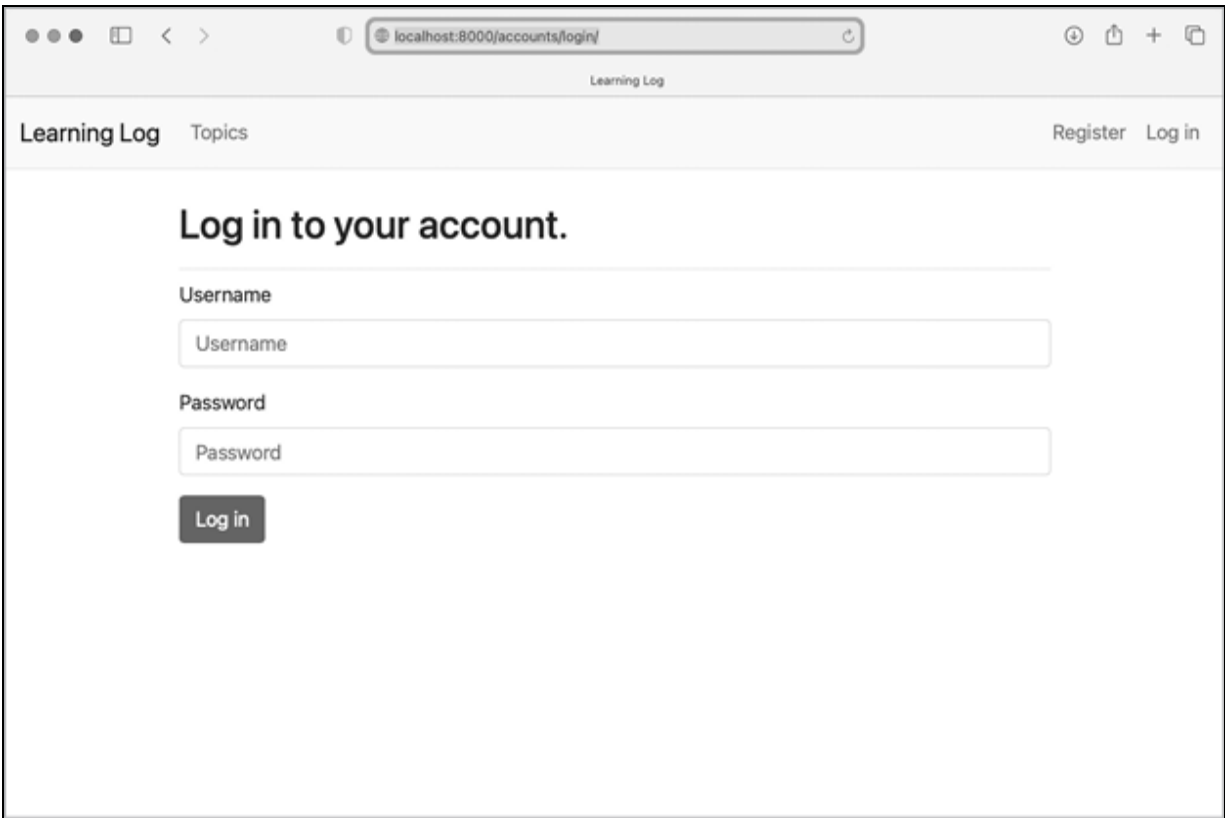 localhost:8000/accounts/login/
Learning Log
Learning Log Topics Register Log in
Log in to your account.
Username
Username
Password
Password
Log in